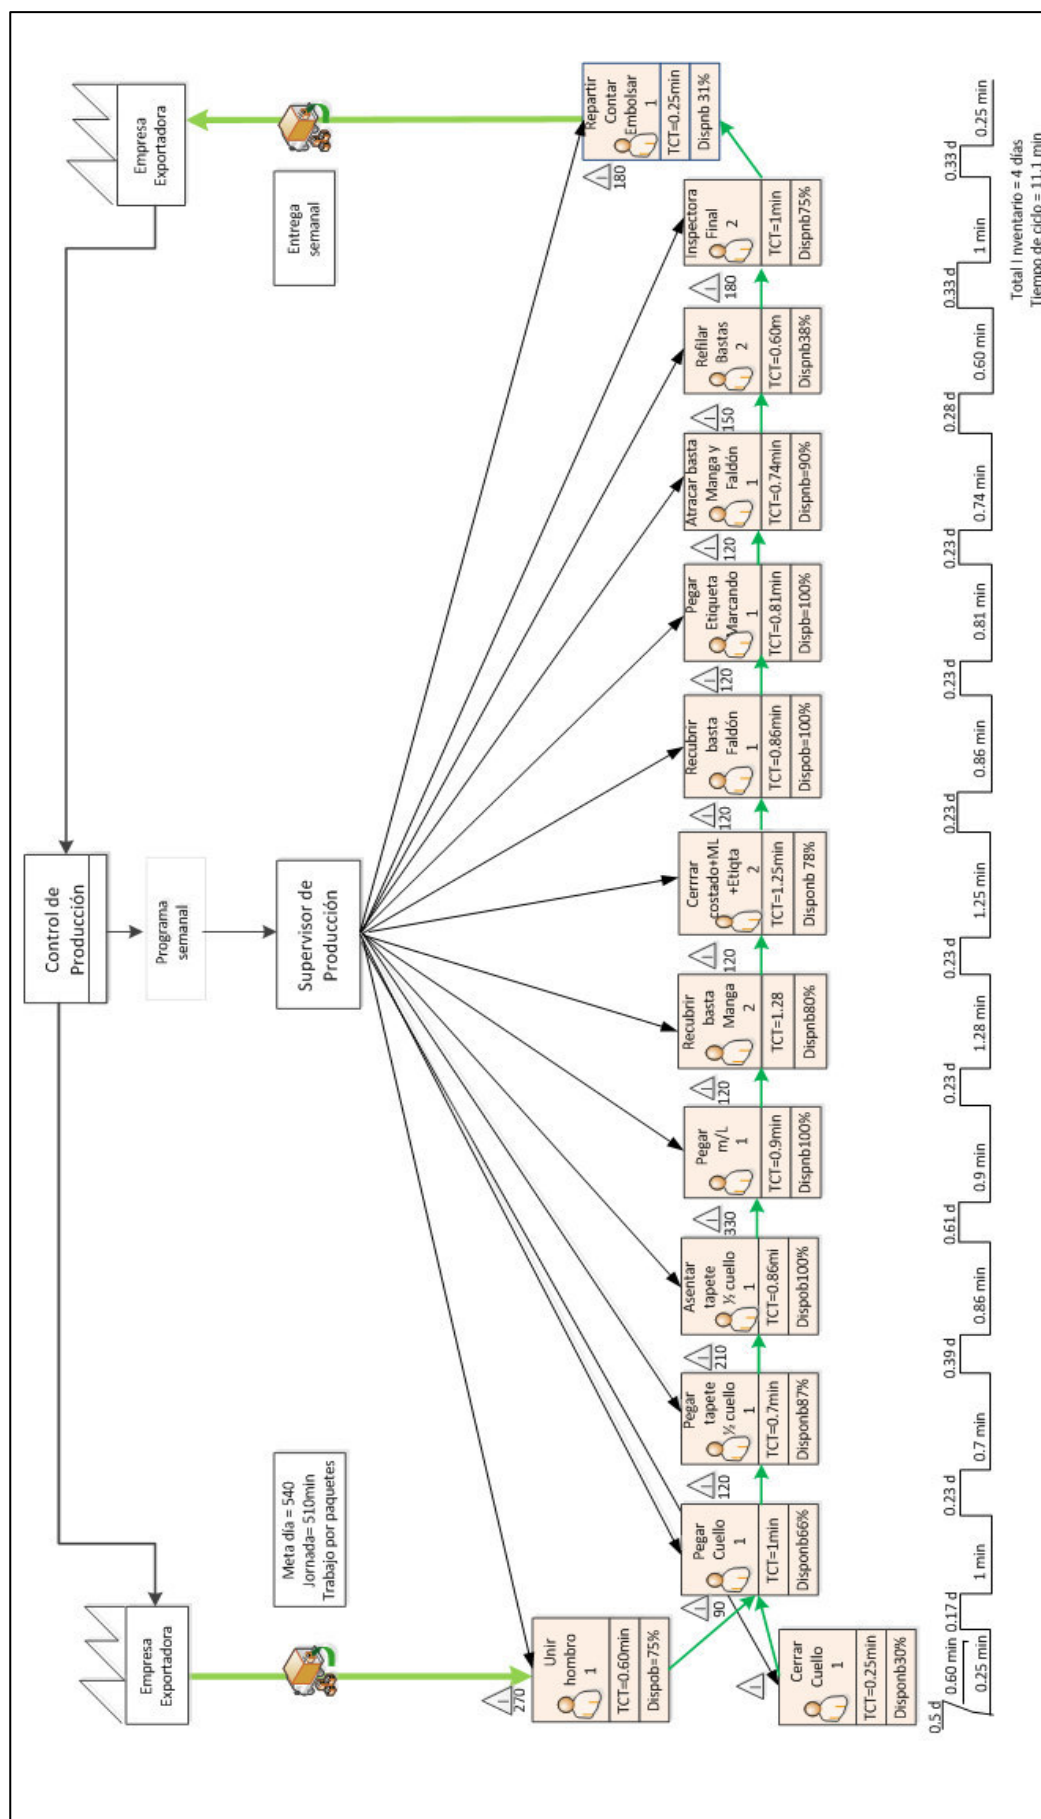 Empresa
Exportadora
Control de
Producción
Empresa
Exportadora
Programa
semanal
Meta día = 540
Jornada= 510min
Trabajo por paquetes
Supervisor de
Producción
Entrega
semanal
I
270
Unir
hombro
1
TCT=0.60min
Dispob=75%
I
Cerrar
Cuello
1
TCT=0.25min
Disponb30%
I
90
Pegar
Cuello
1
TCT=1min
Disponb66%
I
120
Pegar
tapete
½ cuello
1
TCT=0.7min
Disponb87%
I
210
Asentar
tapete
½ cuello
1
TCT=0.86mi
Dispob100%
I
330
Pegar
m/L
1
TCT=0.9min
Dispnb100%
I
120
Recubrir
basta
Manga
2
TCT=1.28
Dispnb80%
I
120
Cerrrar
costado+ML
+Etiqta
2
TCT=1.25min
Disponb 78%
I
120
Recubrir
basta
Faldón
1
TCT=0.86min
Dispob=100%
I
120
Pegar
Etiqueta
Marcando
1
TCT=0.81min
Dispb=100%
I
120
Atracar basta
Manga y
Faldón
1
TCT=0.74min
Dispnb=90%
I
150
Refilar
Bastas
2
TCT=0.60m
Dispnb38%
I
180
Inspectora
Final
2
TCT=1min
Dispnb75%
I
180
Repartir
Contar
Embolsar
1
TCT=0.25min
Dispnb 31%
0.5 d
0.60 min
0.25 min
0.17 d
1 min
0.23 d
0.7 min
0.39 d
0.86 min
0.61 d
0.9 min
0.23 d
1.28 min
0.23 d
1.25 min
0.23 d
0.86 min
0.23 d
0.81 min
0.23 d
0.74 min
0.28 d
0.60 min
0.33 d
1 min
0.33 d
0.25 min
Total I nventario = 4 días
Tiempo de ciclo = 11.1 min